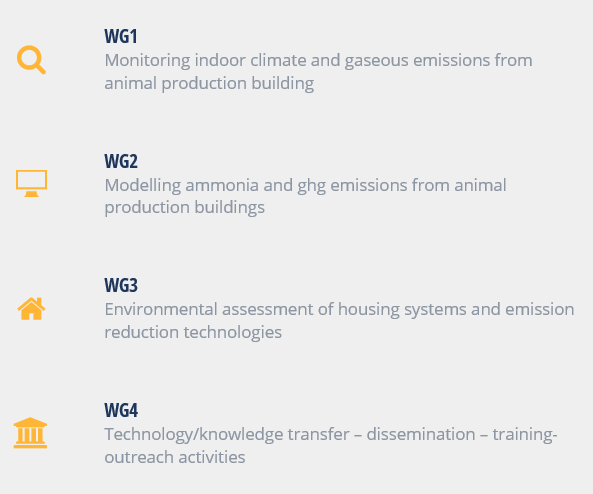 WG1
Monitoring indoor climate and gaseous emissions from
animal production building
WG2
Modelling ammonia and ghg emissions from animal
production buildings
WG3
Environmental assessment of housing systems and emission
reduction technologies
WG4
Technology/knowledge transfer – dissemination – training-
outreach activities